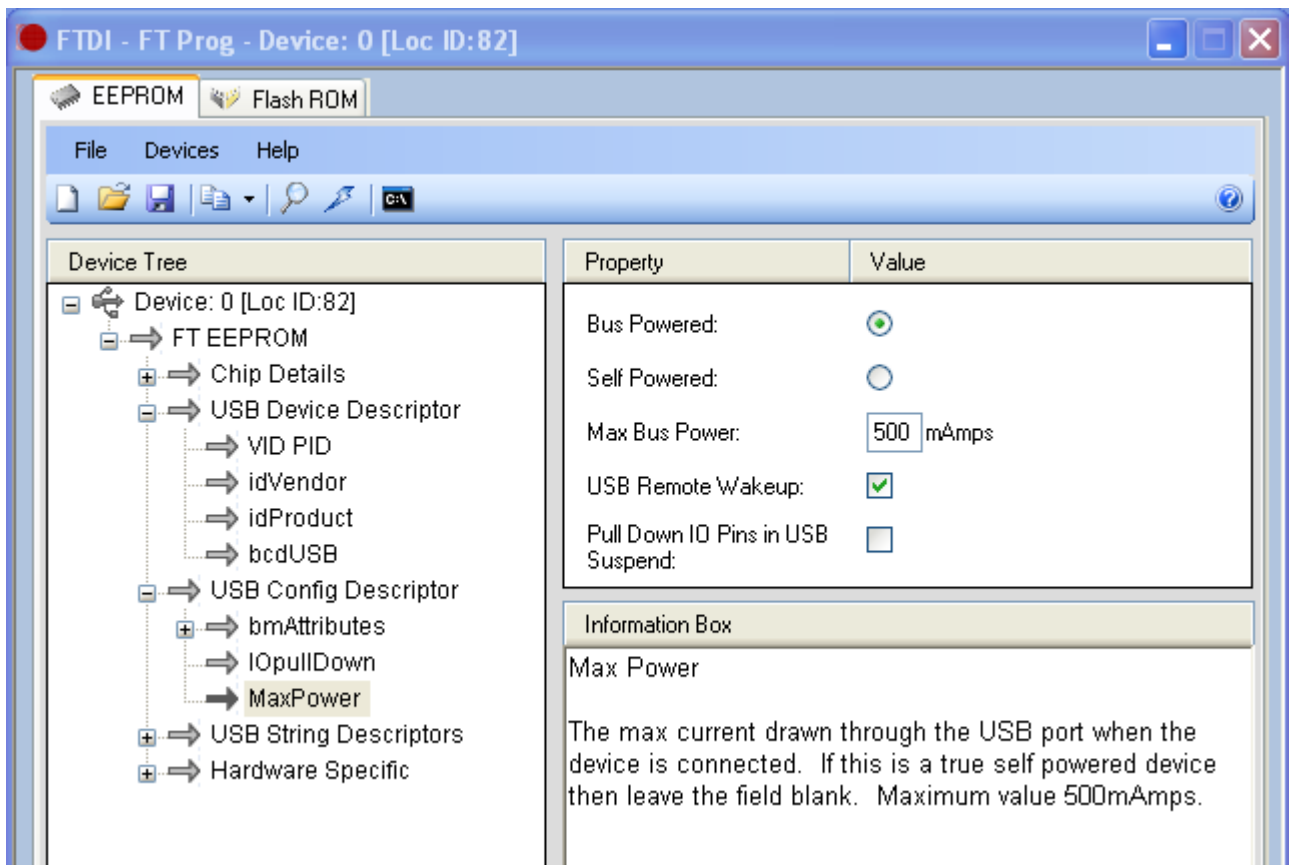 FTDI - FT Prog - Device: 0 [Loc ID:82]
EEPROM
Flash ROM
File Devices Help
C:\
Device Tree
Device: 0 [Loc ID:82]
FT EEPROM
Chip Details
USB Device Descriptor
VID PID
idVendor
idProduct
bcdUSB
USB Config Descriptor
bmAttributes
IOpullDown
MaxPower
USB String Descriptors
Hardware Specific
Property Value
Bus Powered:
Self Powered:
Max Bus Power: 500 mAmps
USB Remote Wakeup:
Pull Down IO Pins in USB
Suspend:
Information Box
Max Power
The max current drawn through the USB port when the
device is connected.  If this is a true self powered device
then leave the field blank.  Maximum value 500mAmps.